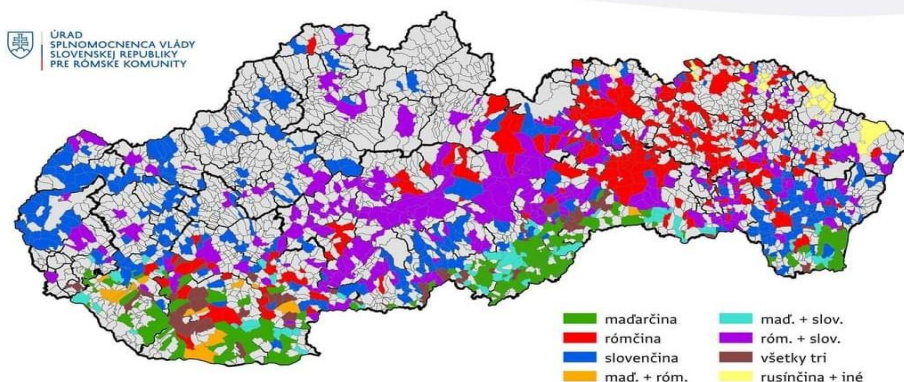 ÚRAD
SPLNOMOCNENCA VLÁDY
SLOVENSKEJ REPUBLIKY
PRE RÓMSKE KOMUNITY
maďarčina
rómčina
slovenčina
maď. + róm.
maď. + slov.
róm. + slov.
všetky tri
rusínčina + iné